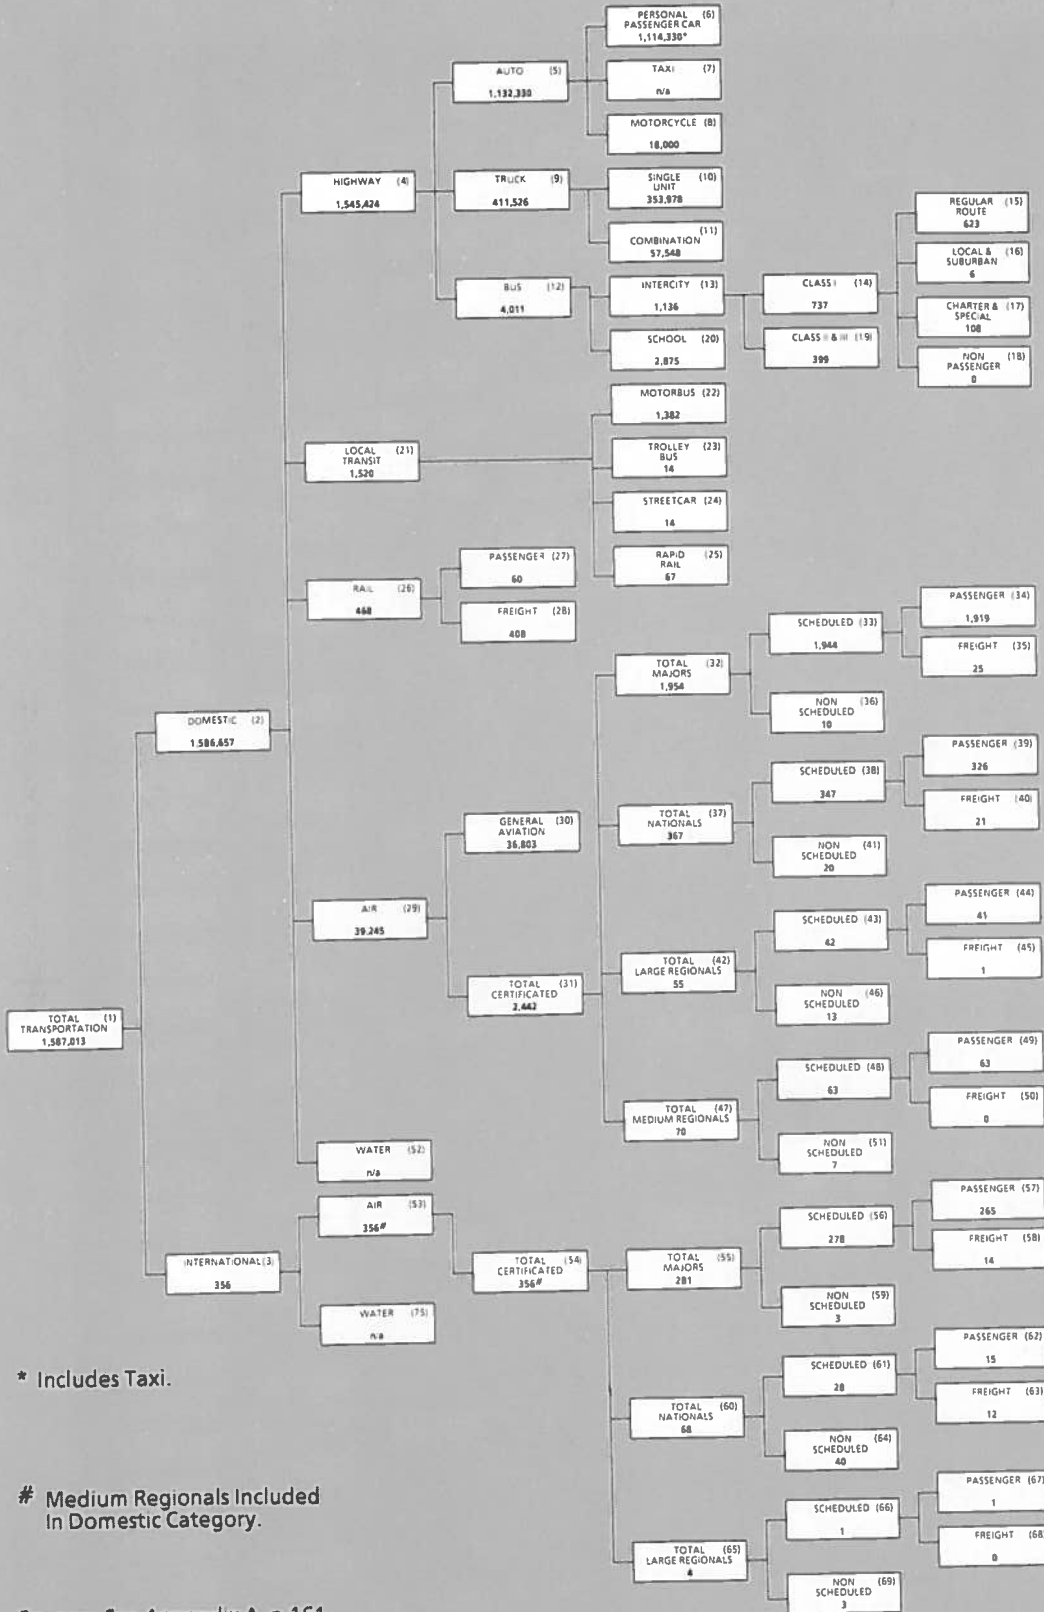 PERSONAL (6)
PASSENGER CAR
1,114,330*
AUTO (5)
1,132,330
TAXI (7)
n/a
MOTORCYCLE (8)
18,000
HIGHWAY (4)
1,545,424
TRUCK (9)
411,526
SINGLE (10)
UNIT
353,978
(11)
COMBINATION
57,548
BUS (12)
4,011
INTERCITY (13)
1,136
CLASS I (14)
737
REGULAR (15)
ROUTE
623
LOCAL & (16)
SUBURBAN
6
CHARTER & (17)
SPECIAL
108
NON (18)
PASSENGER
0
CLASS II & III (19)
399
SCHOOL (20)
2,875
LOCAL (21)
TRANSIT
1,520
MOTORBUS (22)
1,382
TROLLEY (23)
BUS
14
STREETCAR (24)
14
RAPID (25)
RAIL
67
RAIL (26)
468
PASSENGER (27)
60
FREIGHT (28)
408
DOMESTIC (2)
1,586,657
AIR (29)
39,245
GENERAL (30)
AVIATION
36,803
TOTAL (31)
CERTIFICATED
2,442
TOTAL (32)
MAJORS
1,954
SCHEDULED (33)
1,944
PASSENGER (34)
1,919
FREIGHT (35)
25
NON (36)
SCHEDULED
10
TOTAL (37)
NATIONALS
367
SCHEDULED (38)
347
PASSENGER (39)
326
FREIGHT (40)
21
NON (41)
SCHEDULED
20
TOTAL (42)
LARGE REGIONALS
55
SCHEDULED (43)
42
PASSENGER (44)
41
FREIGHT (45)
1
NON (46)
SCHEDULED
13
TOTAL (47)
MEDIUM REGIONALS
70
SCHEDULED (48)
63
PASSENGER (49)
63
FREIGHT (50)
0
NON (51)
SCHEDULED
7
TOTAL (1)
TRANSPORTATION
1,587,013
WATER (52)
n/a
INTERNATIONAL (3)
356
AIR (53)
356#
WATER (75)
n/a
TOTAL (54)
CERTIFICATED
356#
TOTAL (55)
MAJORS
281
SCHEDULED (56)
278
PASSENGER (57)
265
FREIGHT (58)
14
NON (59)
SCHEDULED
3
TOTAL (60)
NATIONALS
68
SCHEDULED (61)
28
PASSENGER (62)
15
FREIGHT (63)
12
NON (64)
SCHEDULED
40
TOTAL (65)
LARGE REGIONALS
4
SCHEDULED (66)
1
PASSENGER (67)
1
FREIGHT (68)
0
NON (69)
SCHEDULED
3
* Includes Taxi.
# Medium Regionals Included
In Domestic Category.